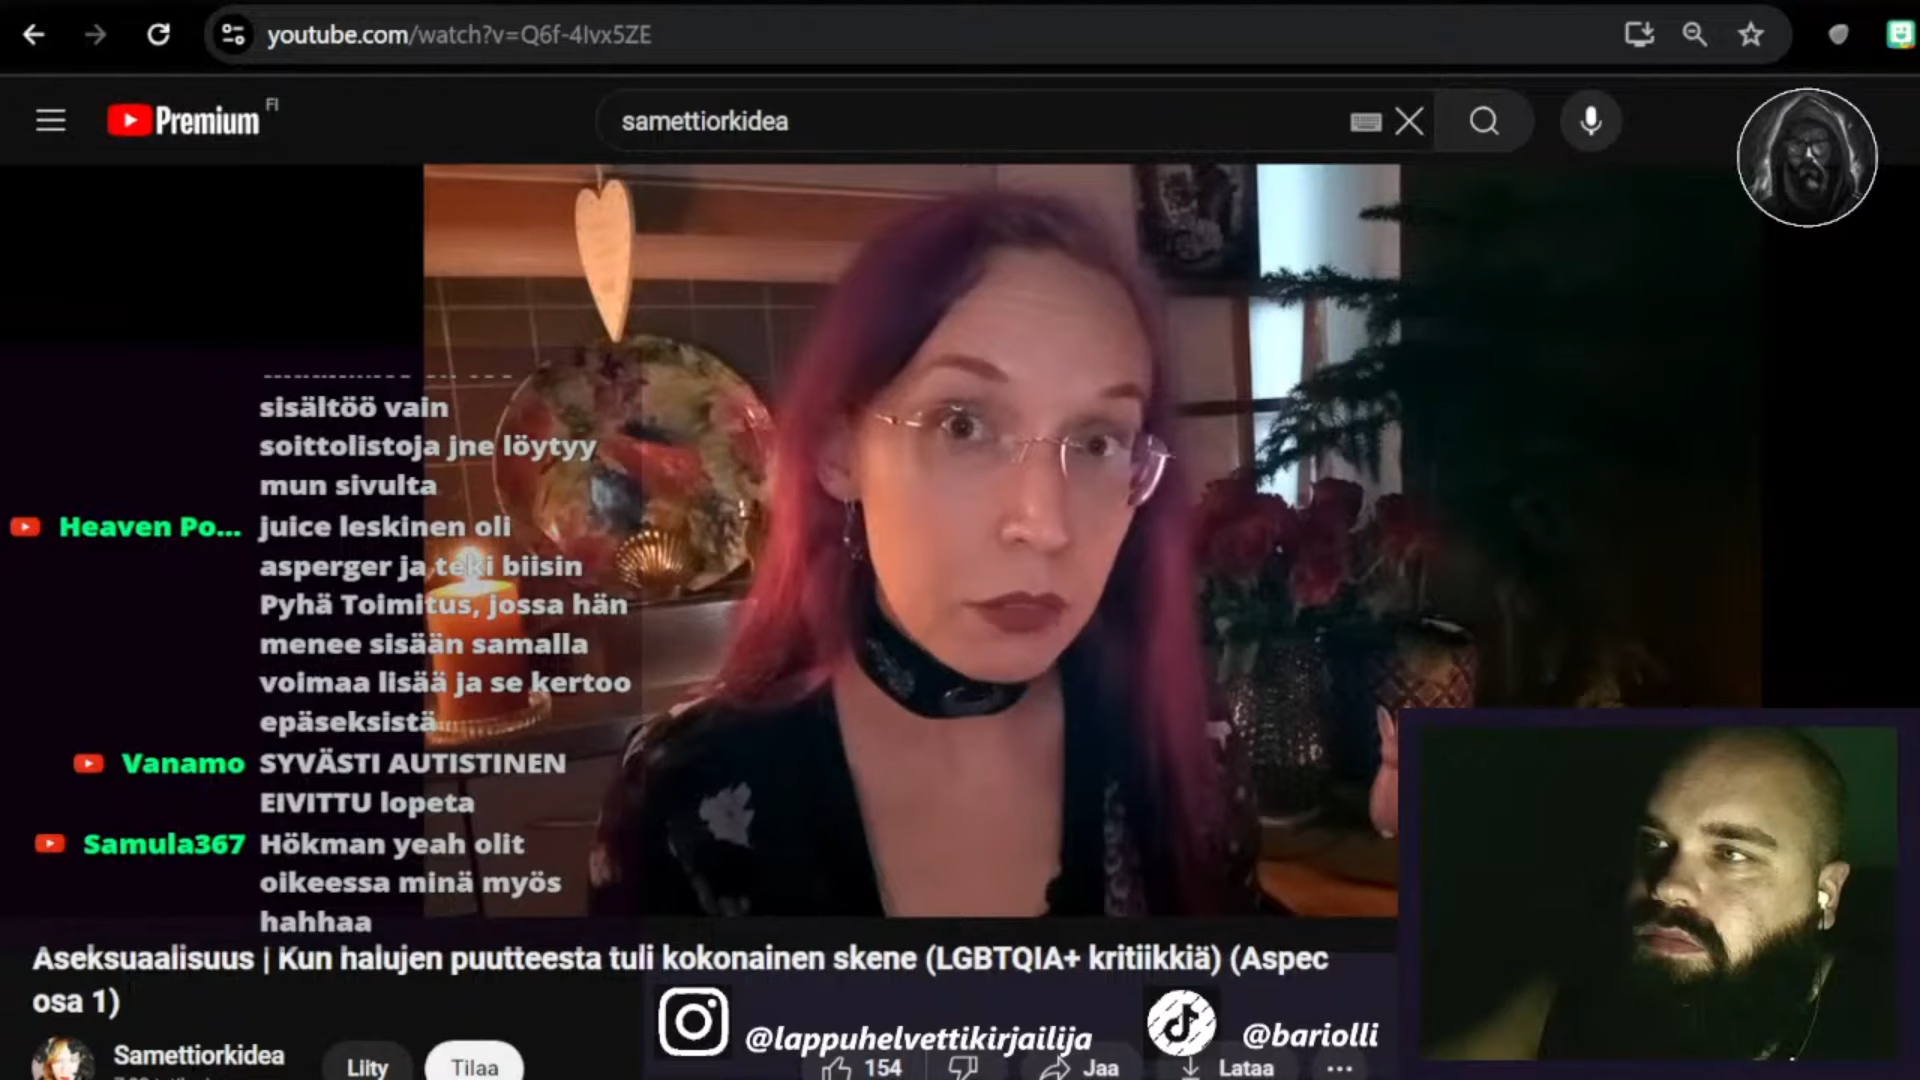 youtube.com/watch?v=Q6f-4lvx5ZE
Premium FI
samettiorkidea
sisältöö vain
soittolistoja jne löytyy
mun sivulta
Heaven Po... juice leskinen oli
asperger ja teki biisin
Pyhä Toimitus, jossa hän
menee sisään samalla
voimaa lisää ja se kertoo
epäseksistä
Vanamo SYVÄSTI AUTISTINEN
EIVITTU lopeta
Samula367 Hökman yeah olit
oikeessa minä myös
hahhaa
Aseksuaalisuus | Kun halujen puutteesta tuli kokonainen skene (LGBTQIA+ kritiikkiä) (Aspec
osa 1)
@lappuhelvettikirjailija @bariolli
Samettiorkidea Liity Tilaa 154 Jaa Lataa